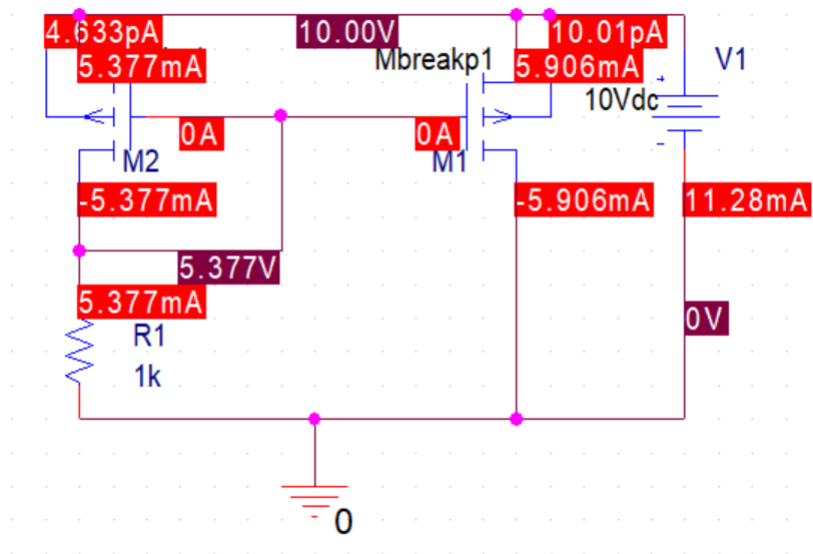 4.633pA
10.00V
10.01pA
5.377mA
Mbreakp1
5.906mA
V1
10Vdc
0A
0A
M2
M1
-5.377mA
-5.906mA
11.28mA
5.377V
5.377mA
0V
R1
1k
0